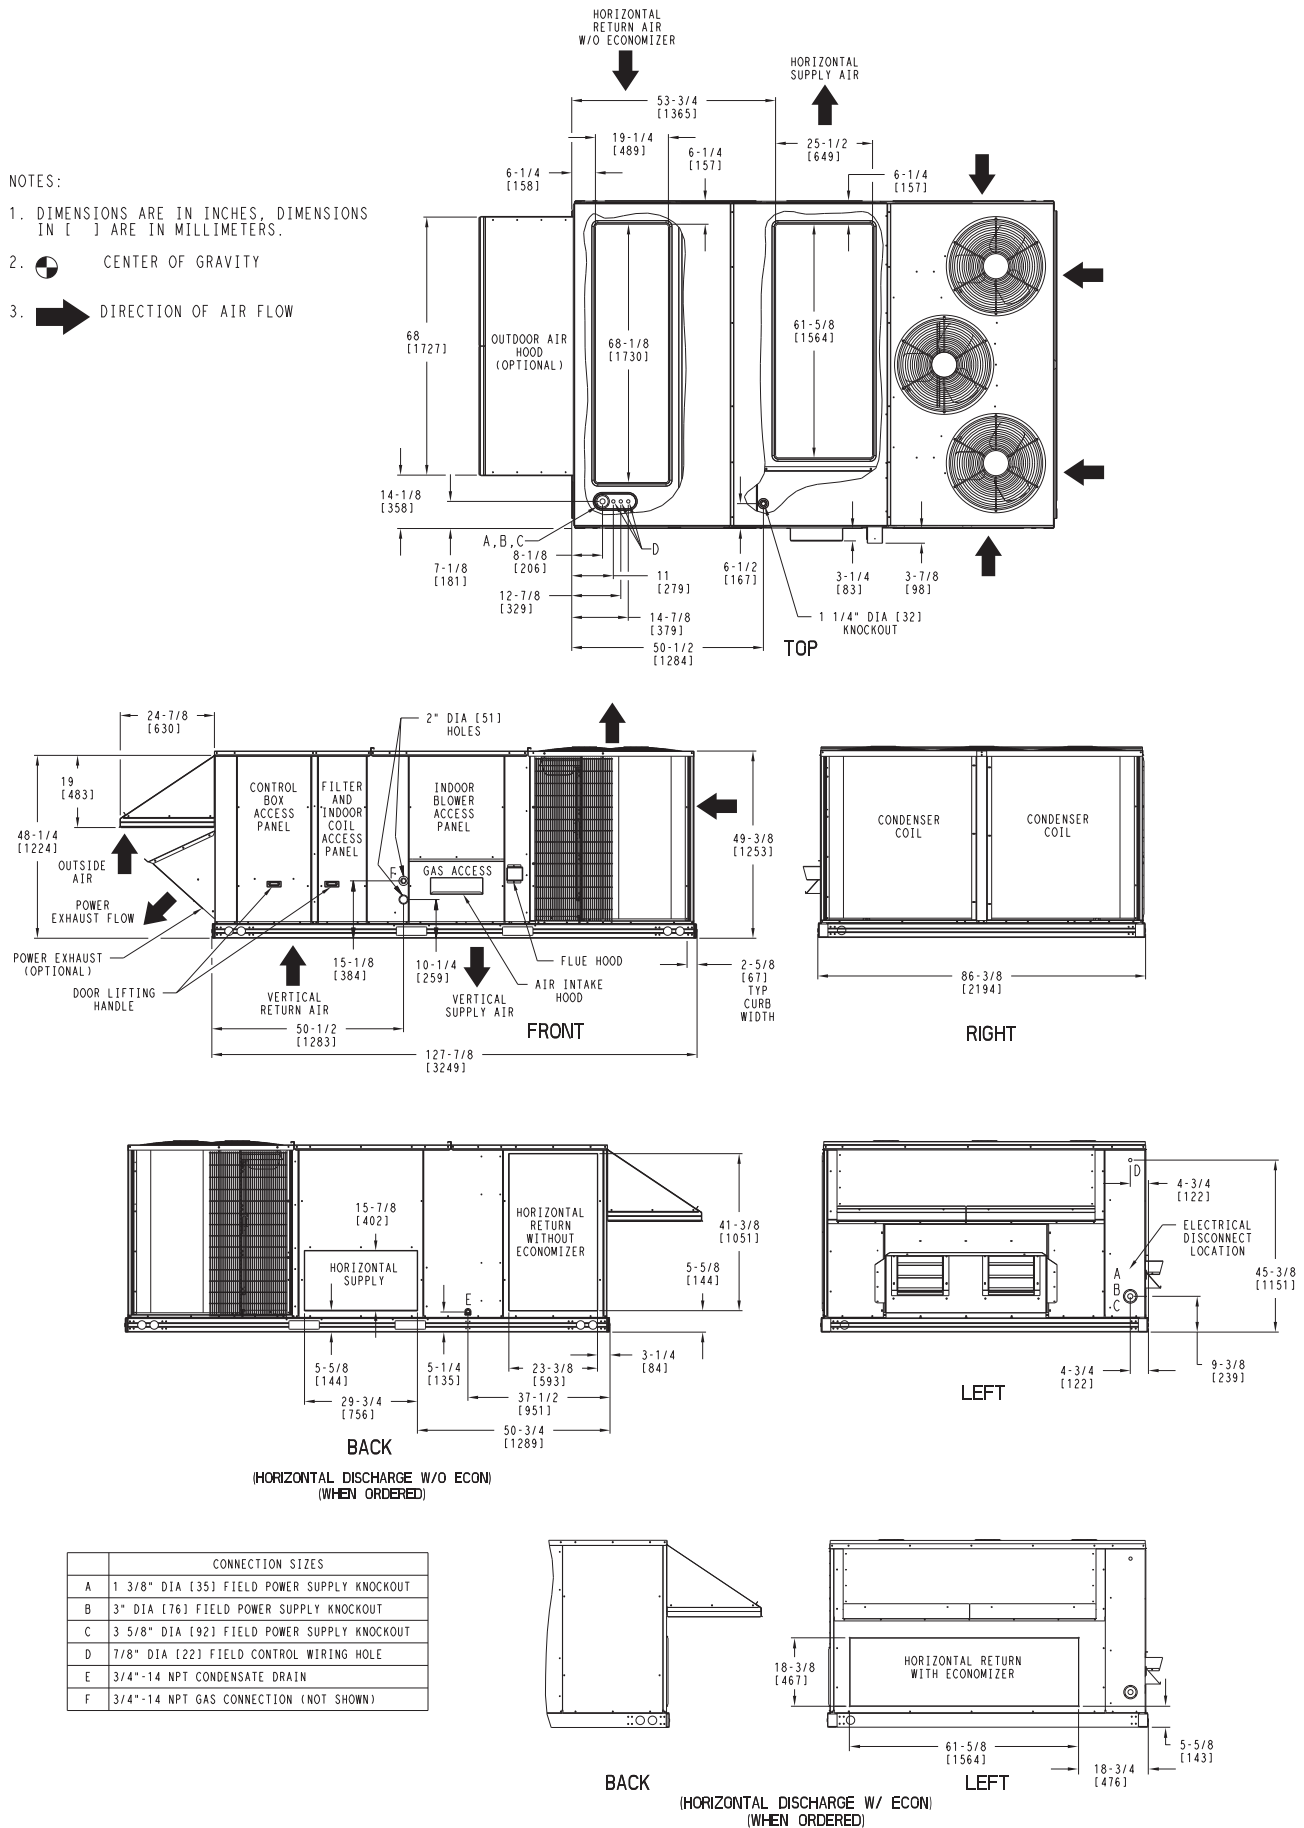 HORIZONTAL
RETURN AIR
W/O ECONOMIZER
HORIZONTAL
SUPPLY AIR
53-3/4
[1365]
19-1/4
[489]
6-1/4
[157]
25-1/2
[649]
6-1/4
[158]
6-1/4
[157]
NOTES:
1. DIMENSIONS ARE IN INCHES, DIMENSIONS
IN [ ] ARE IN MILLIMETERS.
2. CENTER OF GRAVITY
3. DIRECTION OF AIR FLOW
68
[1727]
OUTDOOR AIR
HOOD
(OPTIONAL)
68-1/8
[1730]
61-5/8
[1564]
14-1/8
[358]
A,B,C
D
8-1/8
[206]
7-1/8
[181]
11
[279]
6-1/2
[167]
3-1/4
[83]
3-7/8
[98]
12-7/8
[329]
14-7/8
[379]
1 1/4" DIA [32]
KNOCKOUT
50-1/2
[1284]
TOP
24-7/8
[630]
2" DIA [51]
HOLES
19
[483]
CONTROL
BOX
ACCESS
PANEL
FILTER
AND
INDOOR
COIL
ACCESS
PANEL
INDOOR
BLOWER
ACCESS
PANEL
48-1/4
[1224]
49-3/8
[1253]
CONDENSER
COIL
CONDENSER
COIL
OUTSIDE
AIR
F
GAS ACCESS
POWER
EXHAUST FLOW
POWER EXHAUST
(OPTIONAL)
15-1/8
[384]
10-1/4
[259]
FLUE HOOD
2-5/8
[67]
TYP
CURB
WIDTH
86-3/8
[2194]
DOOR LIFTING
HANDLE
VERTICAL
RETURN AIR
VERTICAL
SUPPLY AIR
AIR INTAKE
HOOD
50-1/2
[1283]
FRONT
RIGHT
127-7/8
[3249]
15-7/8
[402]
HORIZONTAL
RETURN
WITHOUT
ECONOMIZER
41-3/8
[1051]
D
4-3/4
[122]
ELECTRICAL
DISCONNECT
LOCATION
HORIZONTAL
SUPPLY
5-5/8
[144]
A
B
C
45-3/8
[1151]
E
5-5/8
[144]
5-1/4
[135]
23-3/8
[593]
3-1/4
[84]
4-3/4
[122]
9-3/8
[239]
29-3/4
[756]
37-1/2
[951]
LEFT
50-3/4
[1289]
BACK
(HORIZONTAL DISCHARGE W/O ECON)
(WHEN ORDERED)
CONNECTION SIZES
A 1 3/8" DIA [35] FIELD POWER SUPPLY KNOCKOUT
B 3" DIA [76] FIELD POWER SUPPLY KNOCKOUT
C 3 5/8" DIA [92] FIELD POWER SUPPLY KNOCKOUT
D 7/8" DIA [22] FIELD CONTROL WIRING HOLE
E 3/4"-14 NPT CONDENSATE DRAIN
F 3/4"-14 NPT GAS CONNECTION (NOT SHOWN)
18-3/8
[467]
HORIZONTAL RETURN
WITH ECONOMIZER
61-5/8
[1564]
5-5/8
[143]
18-3/4
[476]
BACK
LEFT
(HORIZONTAL DISCHARGE W/ ECON)
(WHEN ORDERED)